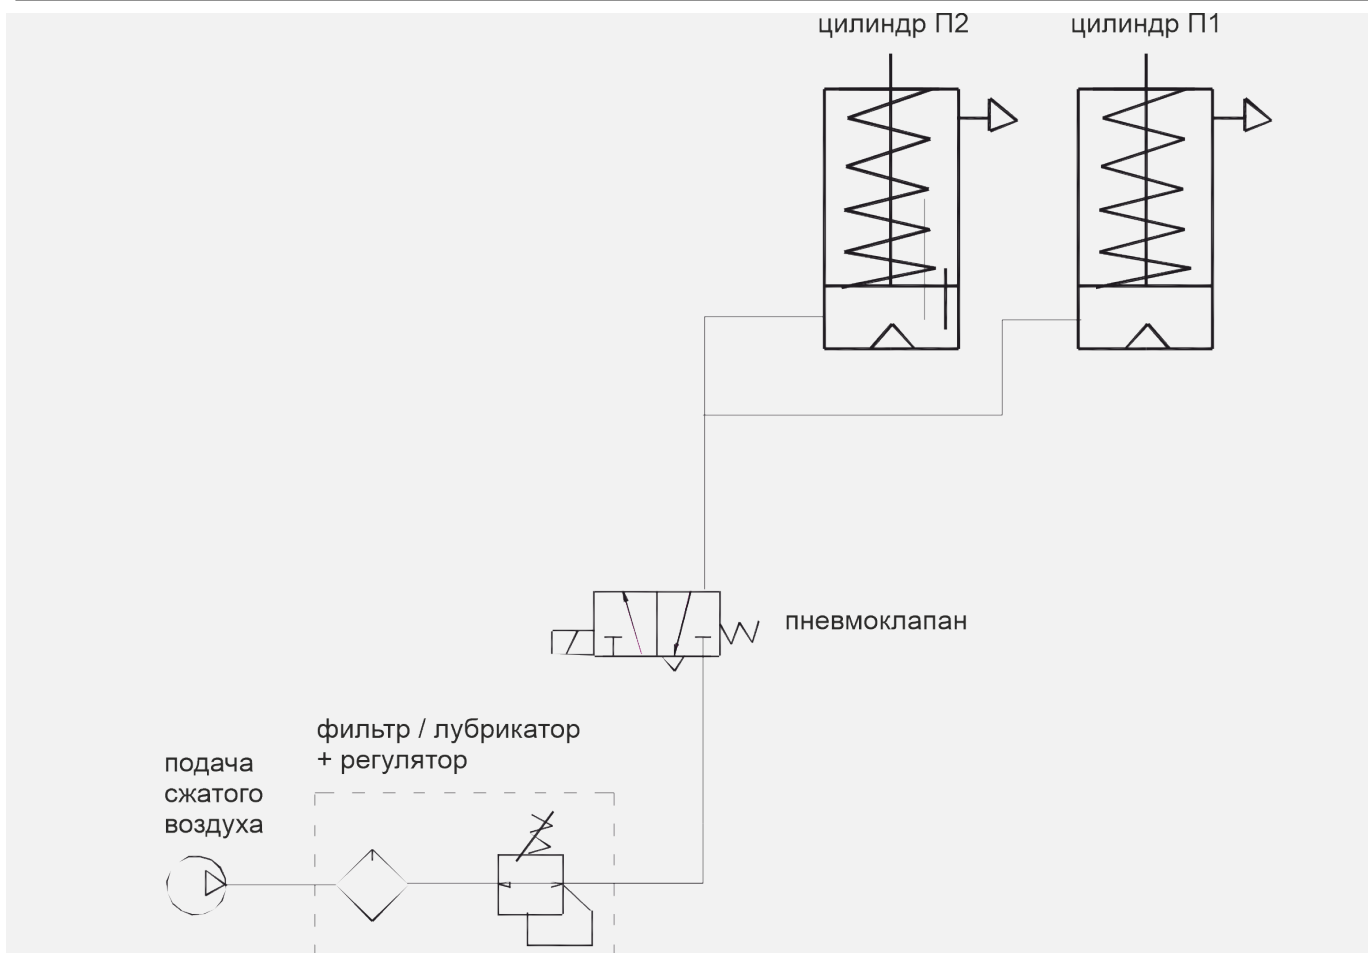 цилиндр П2
цилиндр П1
пневмоклапан
фильтр / лубрикатор
+ регулятор
подача
сжатого
воздуха